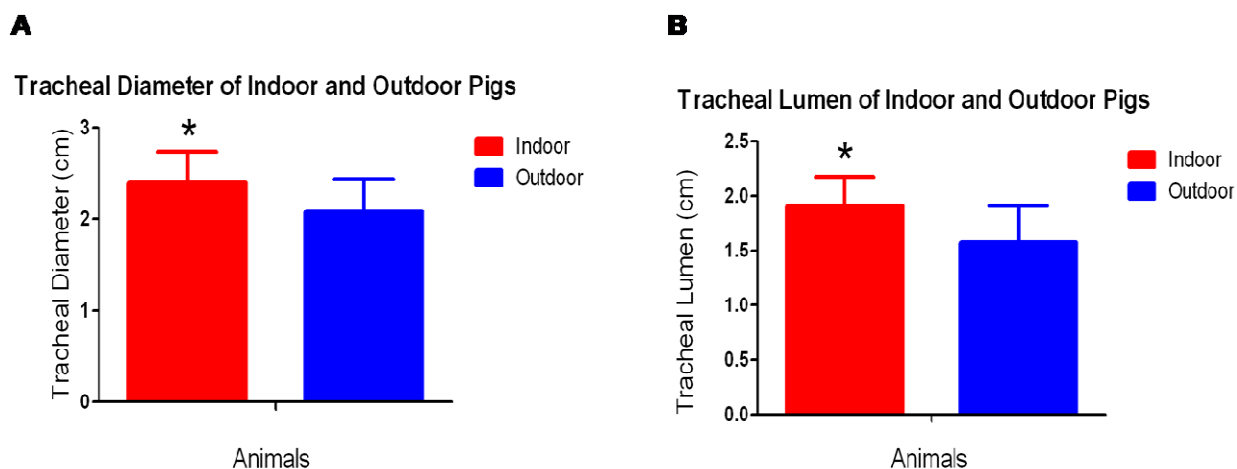 A
Tracheal Diameter of Indoor and Outdoor Pigs
Tracheal Diameter (cm)
3
2
1
0
*
Indoor
Outdoor
Animals
B
Tracheal Lumen of Indoor and Outdoor Pigs
Tracheal Lumen (cm)
2.5
2.0
1.5
1.0
0.5
0.0
*
Indoor
Outdoor
Animals